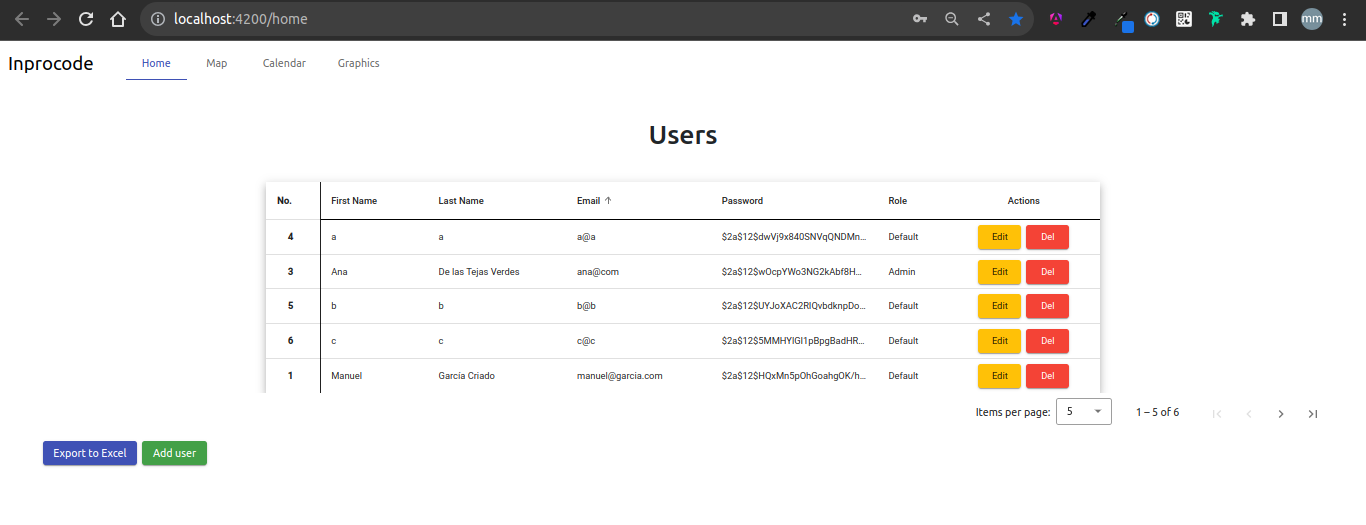 localhost:4200/home
mm
Inprocode Home Map Calendar Graphics
Users
No. First Name Last Name Email ↑ Password Role Actions
4 a a a@a $2a$12$dwVj9x840SNVqQNDMn... Default Edit Del
3 Ana De las Tejas Verdes ana@com $2a$12$wOcpYWo3NG2kAbf8H... Admin Edit Del
5 b b b@b $2a$12$UYJoXAC2RIQvbdknpDo... Default Edit Del
6 c c c@c $2a$12$5MMHYIGI1pBpgBadHR... Default Edit Del
1 Manuel García Criado manuel@garcia.com $2a$12$HQxMn5pOhGoahgOK/h... Default Edit Del
Items per page: 5 1 – 5 of 6
Export to Excel Add user